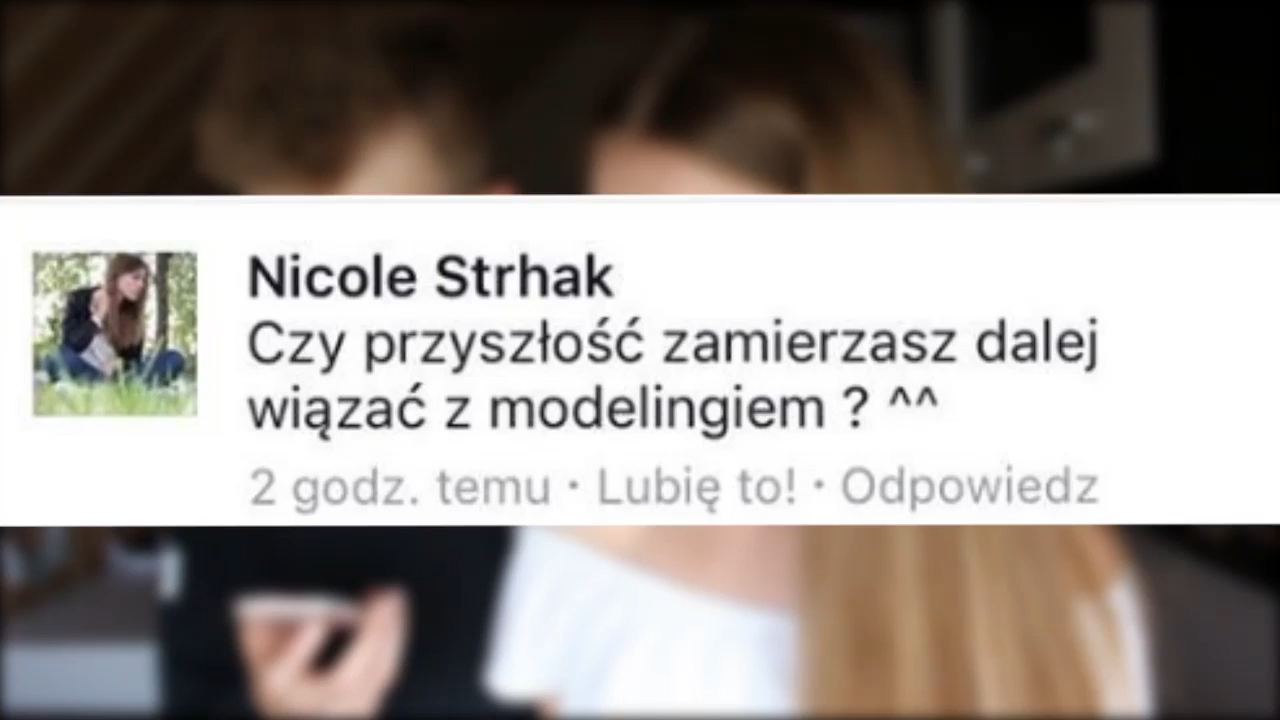 Nicole Strhak
Czy przyszłość zamierzasz dalej
wiązać z modelingiem ? ^^
2 godz. temu · Lubię to! · Odpowiedz